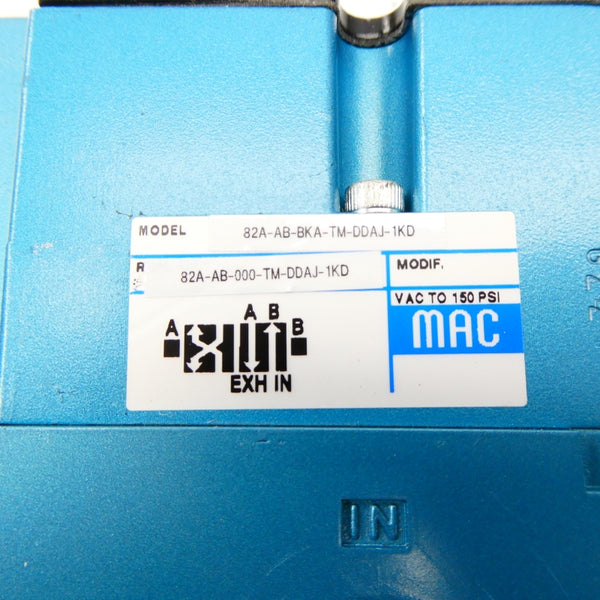 MODEL 82A-AB-BKA-TM-DDAJ-1KD
R 82A-AB-000-TM-DDAJ-1KD MODIF.
VAC TO 150 PSI
MAC
A B
A B
EXH IN
IN